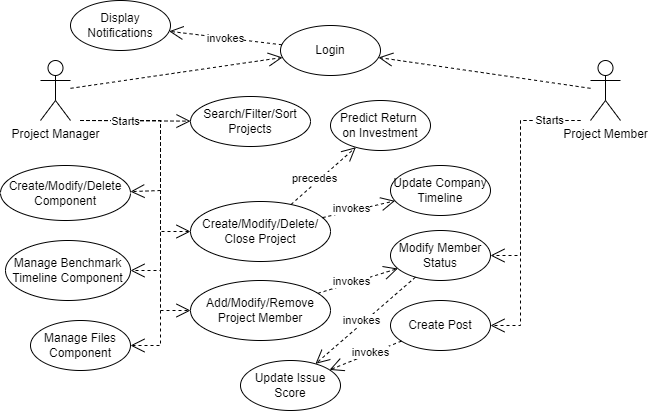 Display
Notifications
invokes
Login
Project Manager
Starts
Search/Filter/Sort
Projects
Predict Return
on Investment
Starts
Project Member
precedes
Create/Modify/Delete
Component
Update Company
Timeline
invokes
Create/Modify/Delete/
Close Project
Manage Benchmark
Timeline Component
Modify Member
Status
invokes
Add/Modify/Remove
Project Member
invokes
Create Post
Manage Files
Component
invokes
Update Issue
Score